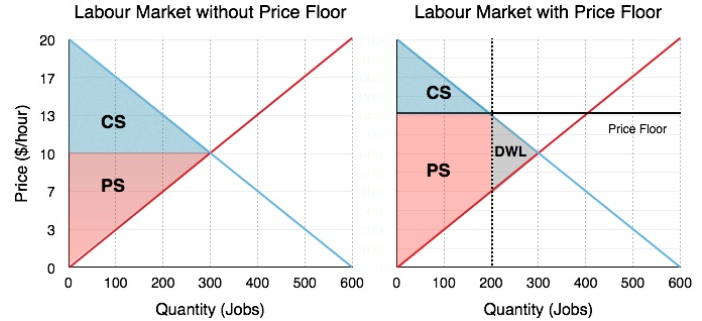 Labour Market without Price Floor
Price ($/hour)
20
17
13
10
7
3
0
CS
PS
0 100 200 300 400 500 600
Quantity (Jobs)
Labour Market with Price Floor
CS
Price Floor
DWL
PS
0 100 200 300 400 500 600
Quantity (Jobs)